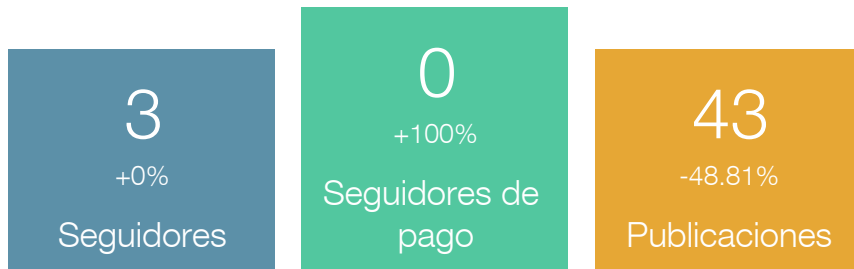 3
+0%
Seguidores
0
+100%
Seguidores de
pago
43
-48.81%
Publicaciones